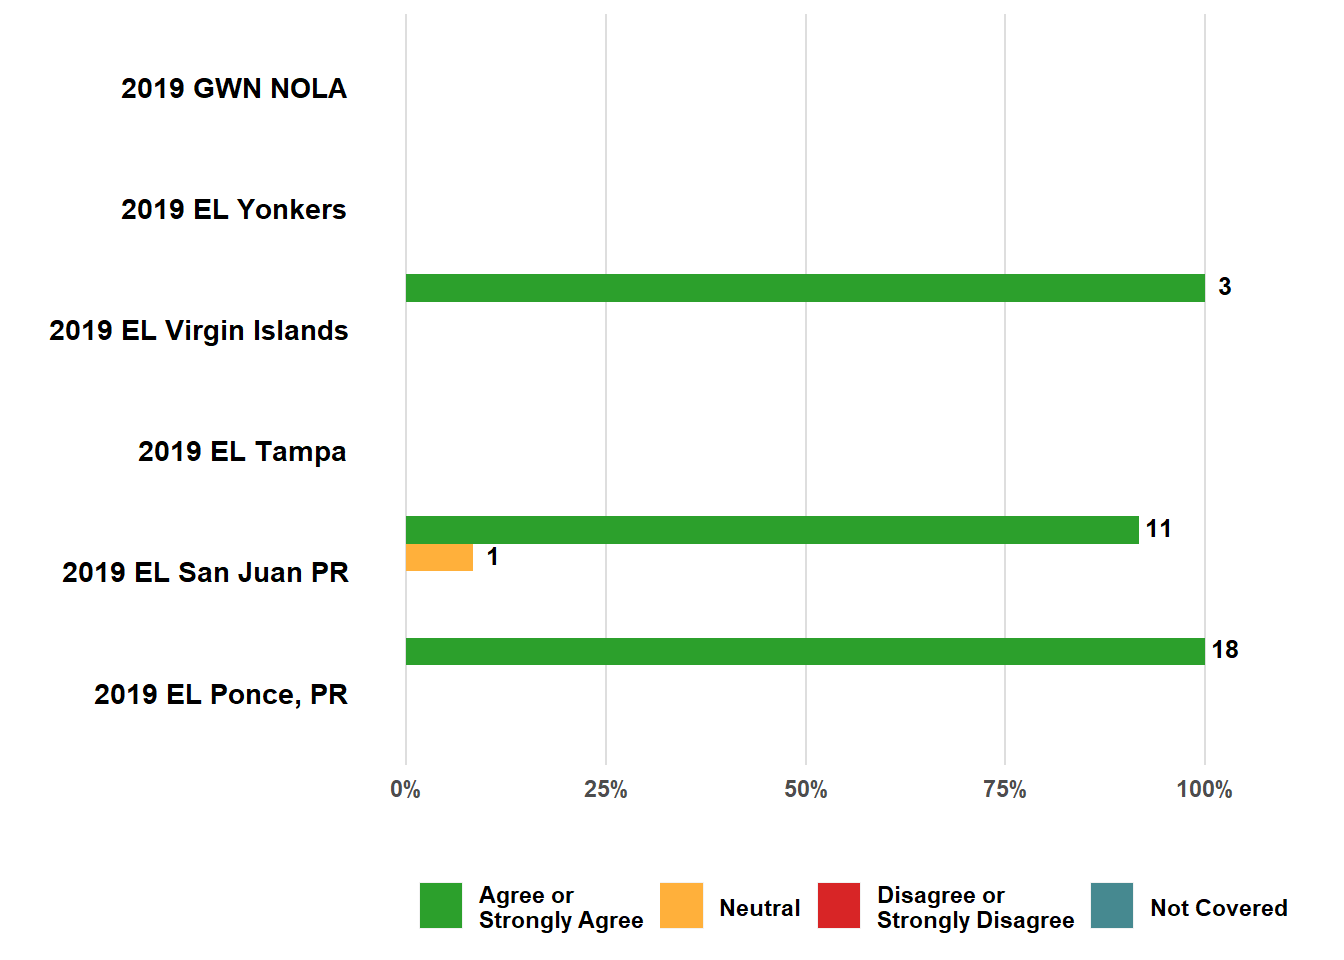 2019 GWN NOLA
2019 EL Yonkers
3
2019 EL Virgin Islands
2019 EL Tampa
11
1
2019 EL San Juan PR
18
2019 EL Ponce, PR
0% 25% 50% 75% 100%
Agree or
Strongly Agree
Neutral
Disagree or
Strongly Disagree
Not Covered